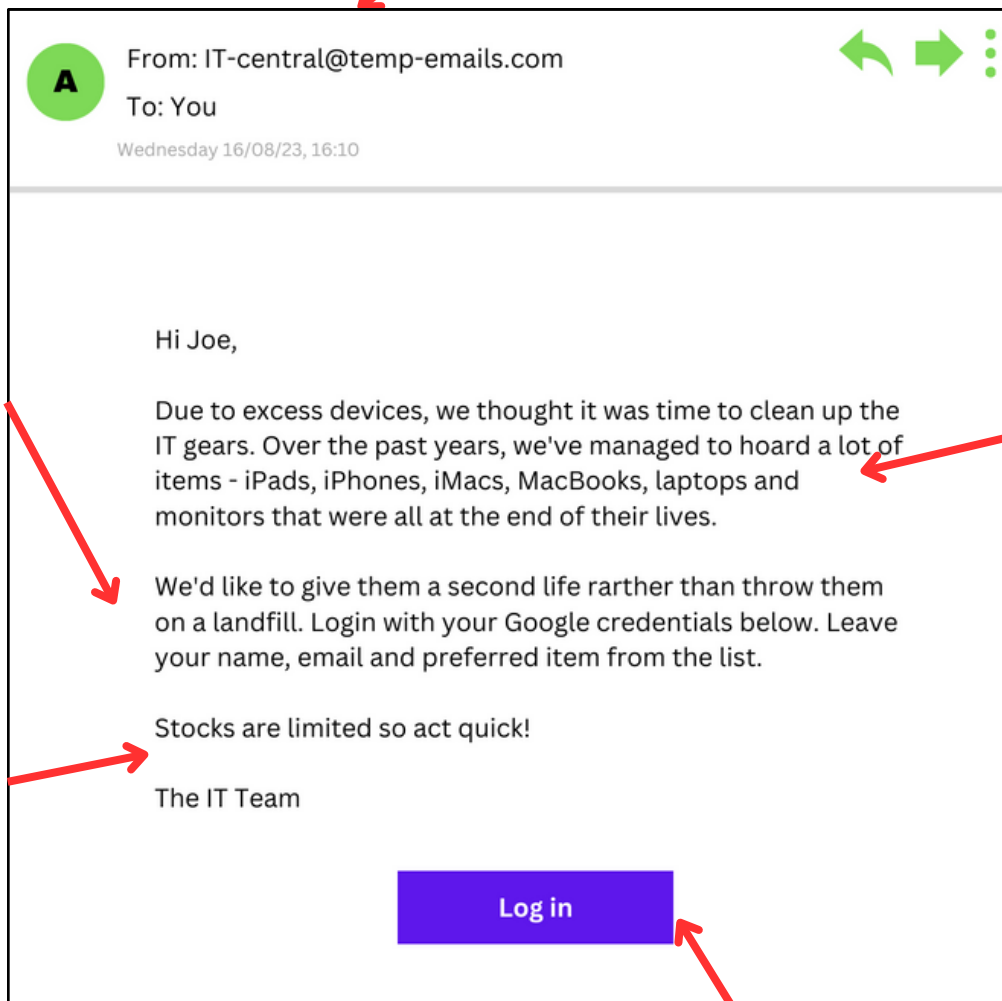 A
From: IT-central@temp-emails.com
To: You
Wednesday 16/08/23, 16:10
Hi Joe,
Due to excess devices, we thought it was time to clean up the
IT gears. Over the past years, we've managed to hoard a lot of
items - iPads, iPhones, iMacs, MacBooks, laptops and
monitors that were all at the end of their lives.
We'd like to give them a second life rarther than throw them
on a landfill. Login with your Google credentials below. Leave
your name, email and preferred item from the list.
Stocks are limited so act quick!
The IT Team
Log in